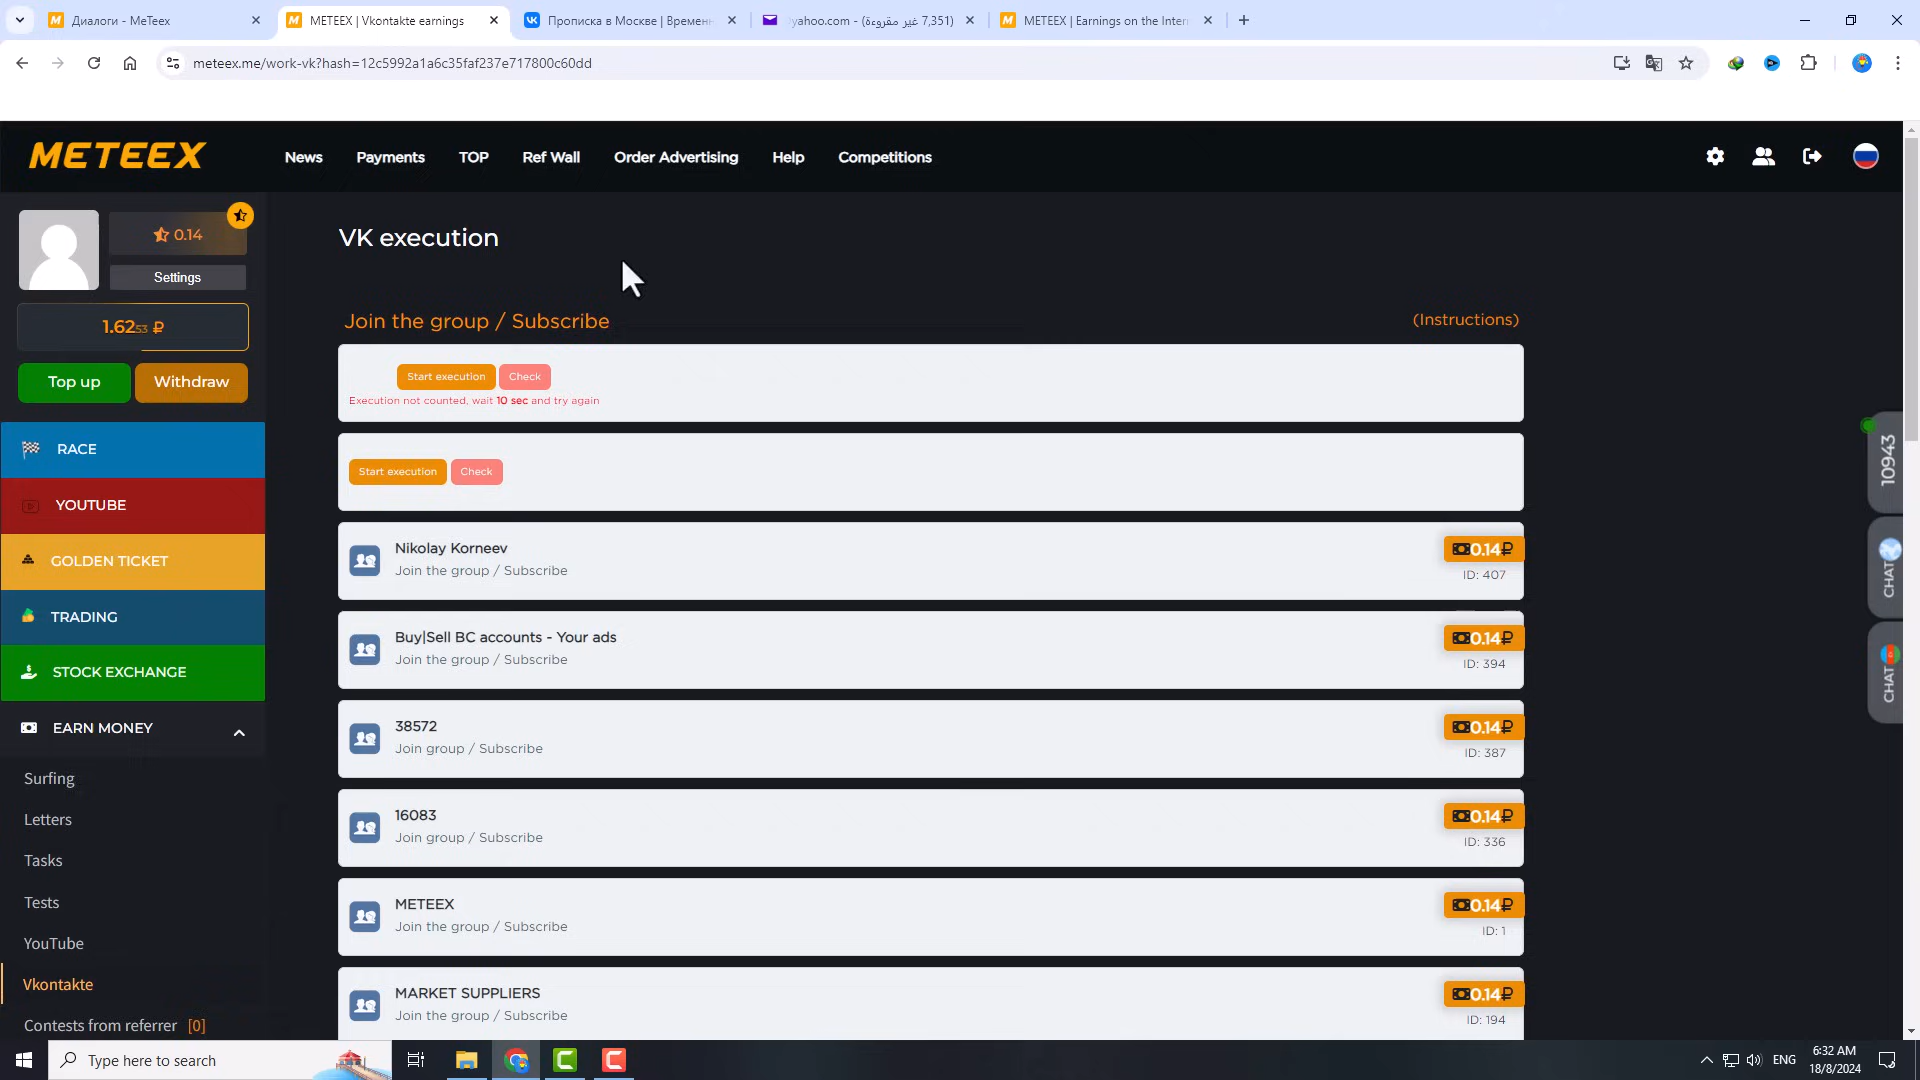 Диалоги - MeTeex
METEEX | Vkontakte earnings
Прописка в Москве | Времен
yahoo.com - (7,351 غير مقروءة)
METEEX | Earnings on the Inter
meteex.me/work-vk?hash=12c5992a1a6c35faf237e717800c60dd
METEEX
News
Payments
TOP
Ref Wall
Order Advertising
Help
Competitions
0.14
Settings
1.6253 ₽
Top up
Withdraw
RACE
YOUTUBE
GOLDEN TICKET
TRADING
STOCK EXCHANGE
EARN MONEY
Surfing
Letters
Tasks
Tests
YouTube
Vkontakte
Contests from referrer [0]
VK execution
Join the group / Subscribe
(Instructions)
Start execution
Check
Execution not counted, wait 10 sec and try again
Start execution
Check
Nikolay Korneev
Join the group / Subscribe
0.14₽
ID: 407
Buy|Sell BC accounts - Your ads
Join the group / Subscribe
0.14₽
ID: 394
38572
Join group / Subscribe
0.14₽
ID: 387
16083
Join group / Subscribe
0.14₽
ID: 336
METEEX
Join the group / Subscribe
0.14₽
ID: 1
MARKET SUPPLIERS
Join the group / Subscribe
0.14₽
ID: 194
10943
CHAT
CHAT
Type here to search
ENG
6:32 AM
18/8/2024